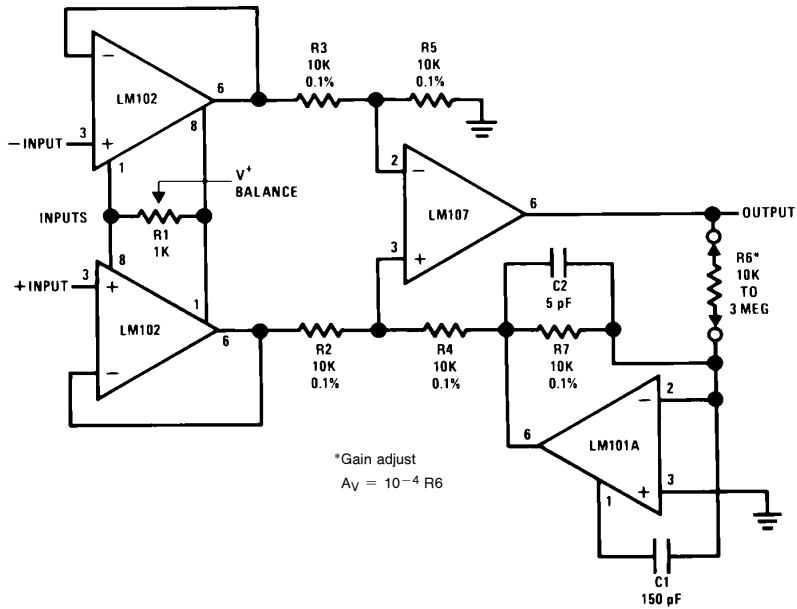 R3
10K
0.1%
R5
10K
0.1%
−
LM102
6
8
−INPUT
3
+
1
V+
BALANCE
INPUTS
R1
1K
2
−
LM107
6
OUTPUT
3
+
8
+INPUT
3
+
1
LM102
6
−
R2
10K
0.1%
R4
10K
0.1%
C2
5 pF
R7
10K
0.1%
R6*
10K
TO
3 MEG
2
−
LM101A
6
3
+
1
C1
150 pF
*Gain adjust
AV = 10−4 R6